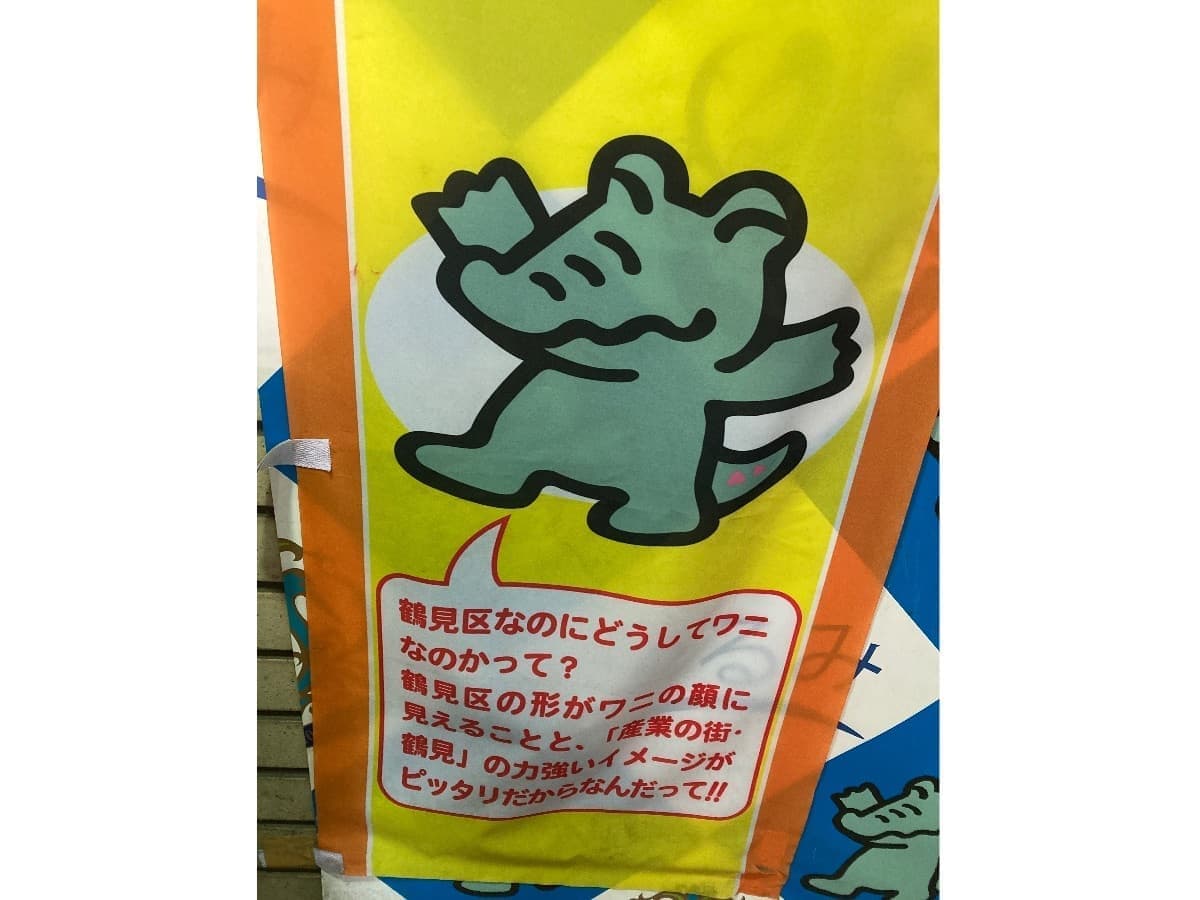 鶴見区なのにどうしてワニ
なのかって？
鶴見区の形がワニの顔に
見えることと、「産業の街・
鶴見」の力強いイメージが
ピッタリだからなんだって!!